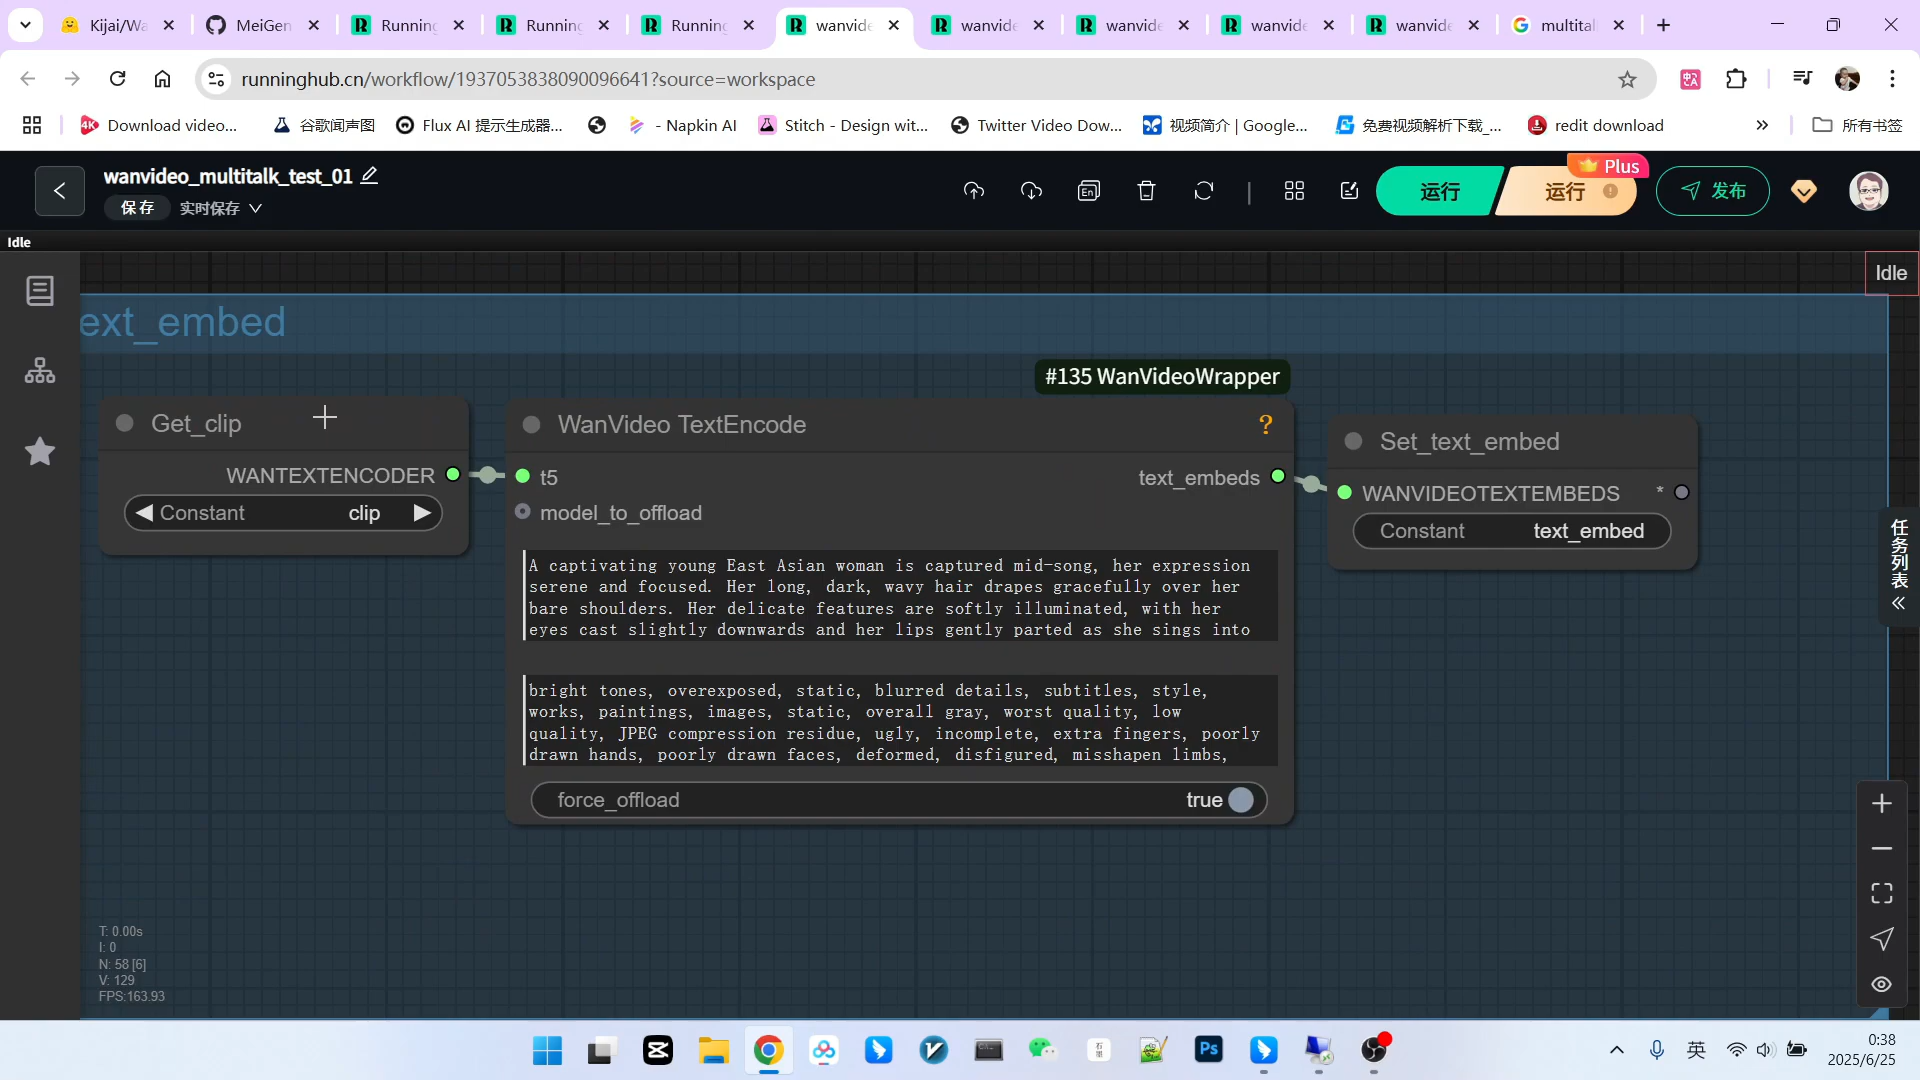 Kijai/Wa
MeiGen
Running
Running
Running
wanvide
wanvide
wanvide
wanvide
wanvide
multital
runninghub.cn/workflow/1937053838090096641?source=workspace
Download video...
谷歌闻声图
Flux AI 提示生成器...
- Napkin AI
Stitch - Design wit...
Twitter Video Dow...
视频简介 | Google...
免费视频解析下载_...
redit download
所有书签
wanvideo_multitalk_test_01
保存
实时保存
运行
运行
Plus
发布
Idle
Idle
ext_embed
#135 WanVideoWrapper
Get_clip
WANTEXTENCODER
Constant clip
WanVideo TextEncode ?
t5 text_embeds
model_to_offload
A captivating young East Asian woman is captured mid-song, her expression
serene and focused. Her long, dark, wavy hair drapes gracefully over her
bare shoulders. Her delicate features are softly illuminated, with her
eyes cast slightly downwards and her lips gently parted as she sings into
bright tones, overexposed, static, blurred details, subtitles, style,
works, paintings, images, static, overall gray, worst quality, low
quality, JPEG compression residue, ugly, incomplete, extra fingers, poorly
drawn hands, poorly drawn faces, deformed, disfigured, misshapen limbs,
force_offload true
Set_text_embed
WANVIDEOTEXTEMBEDS *
Constant text_embed
任务列表
T: 0.00s
I: 0
N: 58 [6]
V: 129
FPS:163.93
英
0:38
2025/6/25